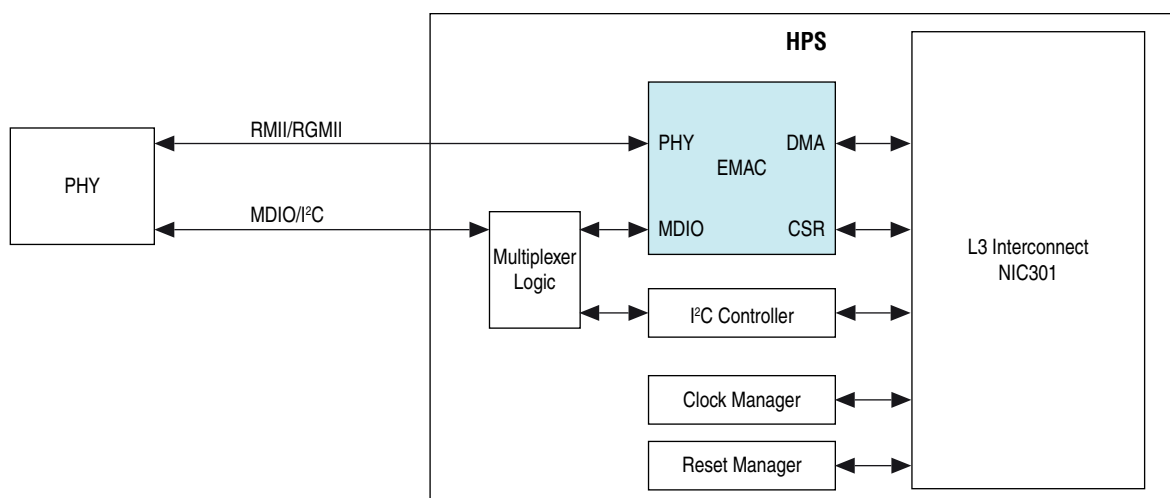 HPS
RMII/RGMII
PHY
DMA
EMAC
PHY
MDIO/I²C
MDIO
CSR
Multiplexer
Logic
L3 Interconnect
NIC301
I²C Controller
Clock Manager
Reset Manager